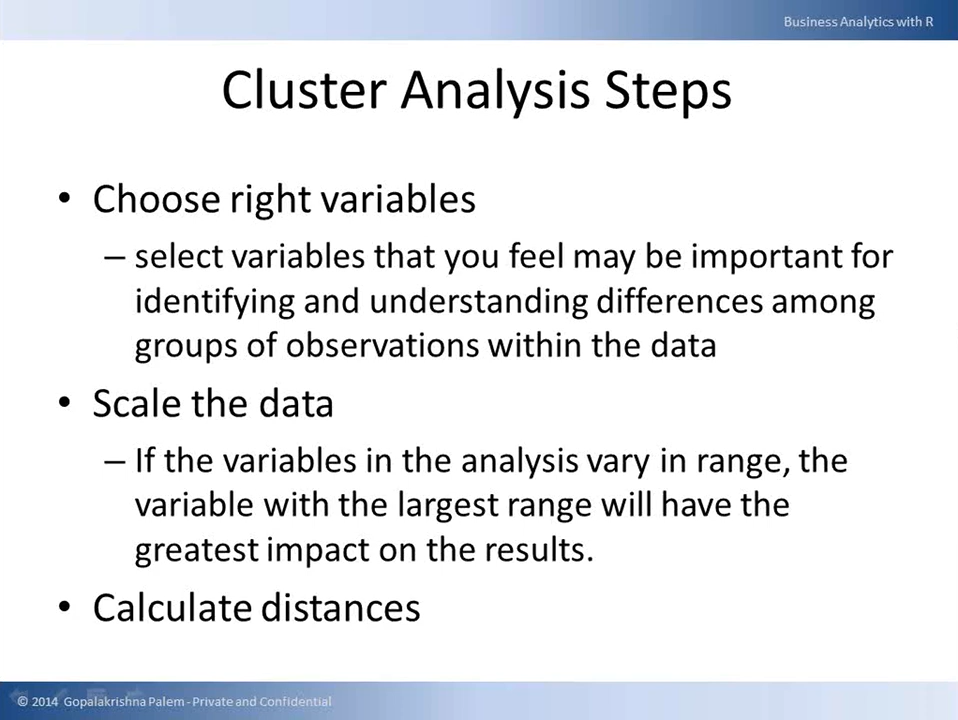 Business Analytics with R
Cluster Analysis Steps
• Choose right variables
– select variables that you feel may be important for
identifying and understanding differences among
groups of observations within the data
• Scale the data
– If the variables in the analysis vary in range, the
variable with the largest range will have the
greatest impact on the results.
• Calculate distances
© 2014 Gopalakrishna Palem - Private and Confidential